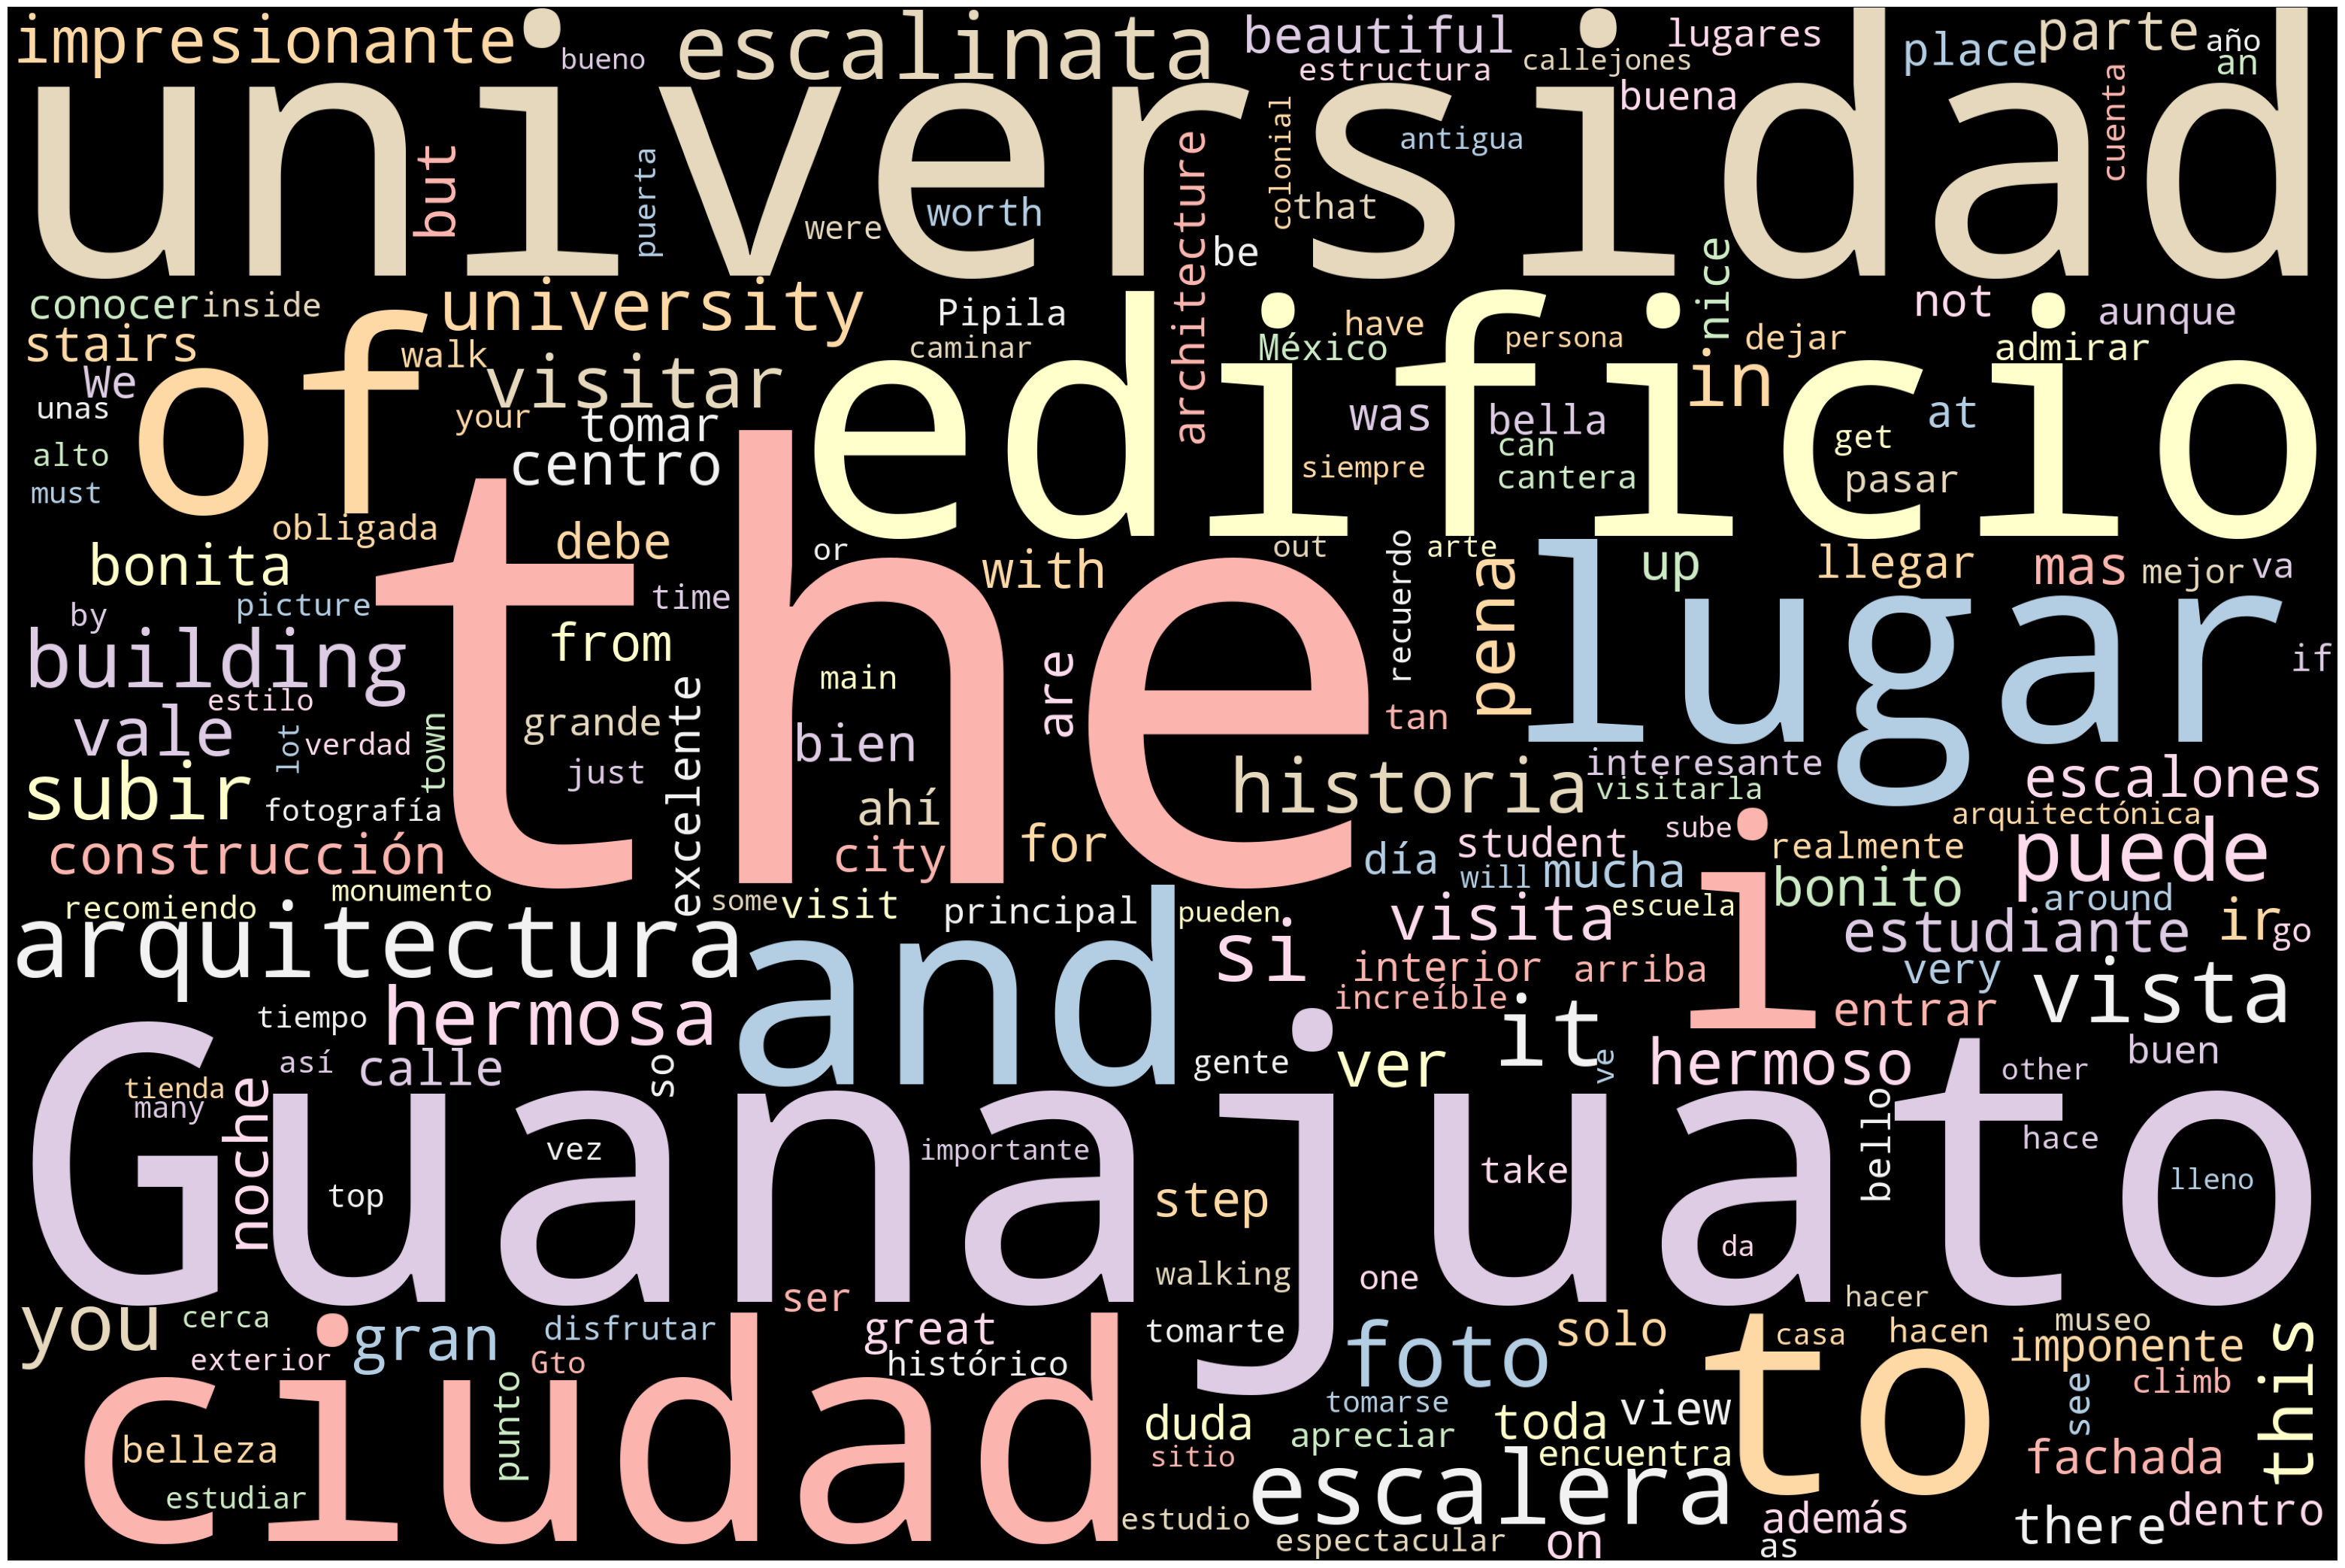 impresionante
bueno
escalinata
beautiful
estructura
callejones
lugares
place
parte
año
an
universidad
buena
cuenta
but
puerta
were
worth
architecture
colonial
antigua
that
be
nice
conocer
inside
university
Pipila
México
have
persona
dejar
not
aunque
stairs
walk
caminar
admirar
of
edificio
We
visitar
was
bella
in
at
unas
your
tomar
can
get
alto
centro
siempre
cantera
pasar
must
obligada
the
debe
or
with
out
arte
recuerdo
pena
lugar
up
llegar
mas
mejor
va
bonita
by
picture
time
from
building
main
are
if
estilo
vale
grande
tan
lot
verdad
town
bien
just
excelente
interesante
subir
fotografía
ahí
historia
visitarla
escalones
arquitectónica
construcción
city
for
día
student
sube
i
realmente
puede
monumento
will
mucha
bonito
around
recomiendo
some
visit
principal
pueden
visita
escuela
estudiante
ir
go
arquitectura
and
si
interior
arriba
very
vista
increíble
hermosa
tiempo
it
entrar
así
calle
so
gente
ver
ve
hermoso
other
buen
tienda
many
noche
Guanajuato
vez
importante
bello
hace
top
take
lleno
step
da
walking
one
ser
hacer
you
cerca
gran
disfrutar
great
tomarte
foto
solo
to
casa
hacen
museo
exterior
Gto
histórico
imponente
this
ciudad
punto
tomarse
view
see
climb
belleza
duda
apreciar
toda
sitio
encuentra
fachada
estudiar
escalera
estudio
además
dentro
espectacular
on
as
there